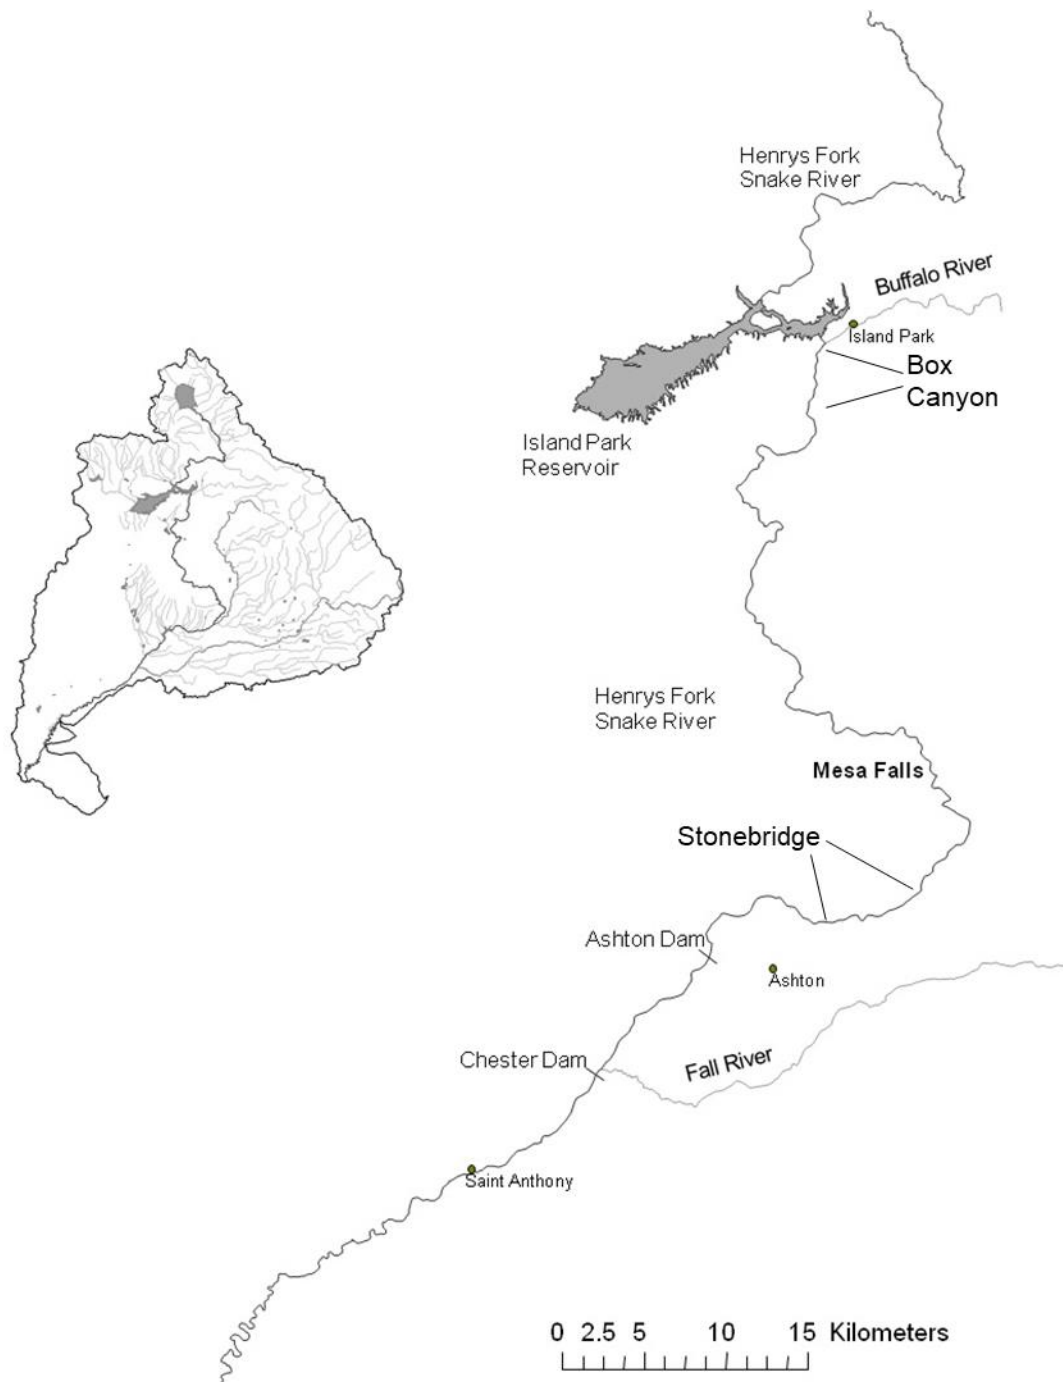 Henrys Fork
Snake River
Buffalo River
Island Park
Box
Canyon
Island Park
Reservoir
Henrys Fork
Snake River
Mesa Falls
Stonebridge
Ashton Dam
Ashton
Chester Dam
Fall River
Saint Anthony
0 2.5 5 10 15 Kilometers